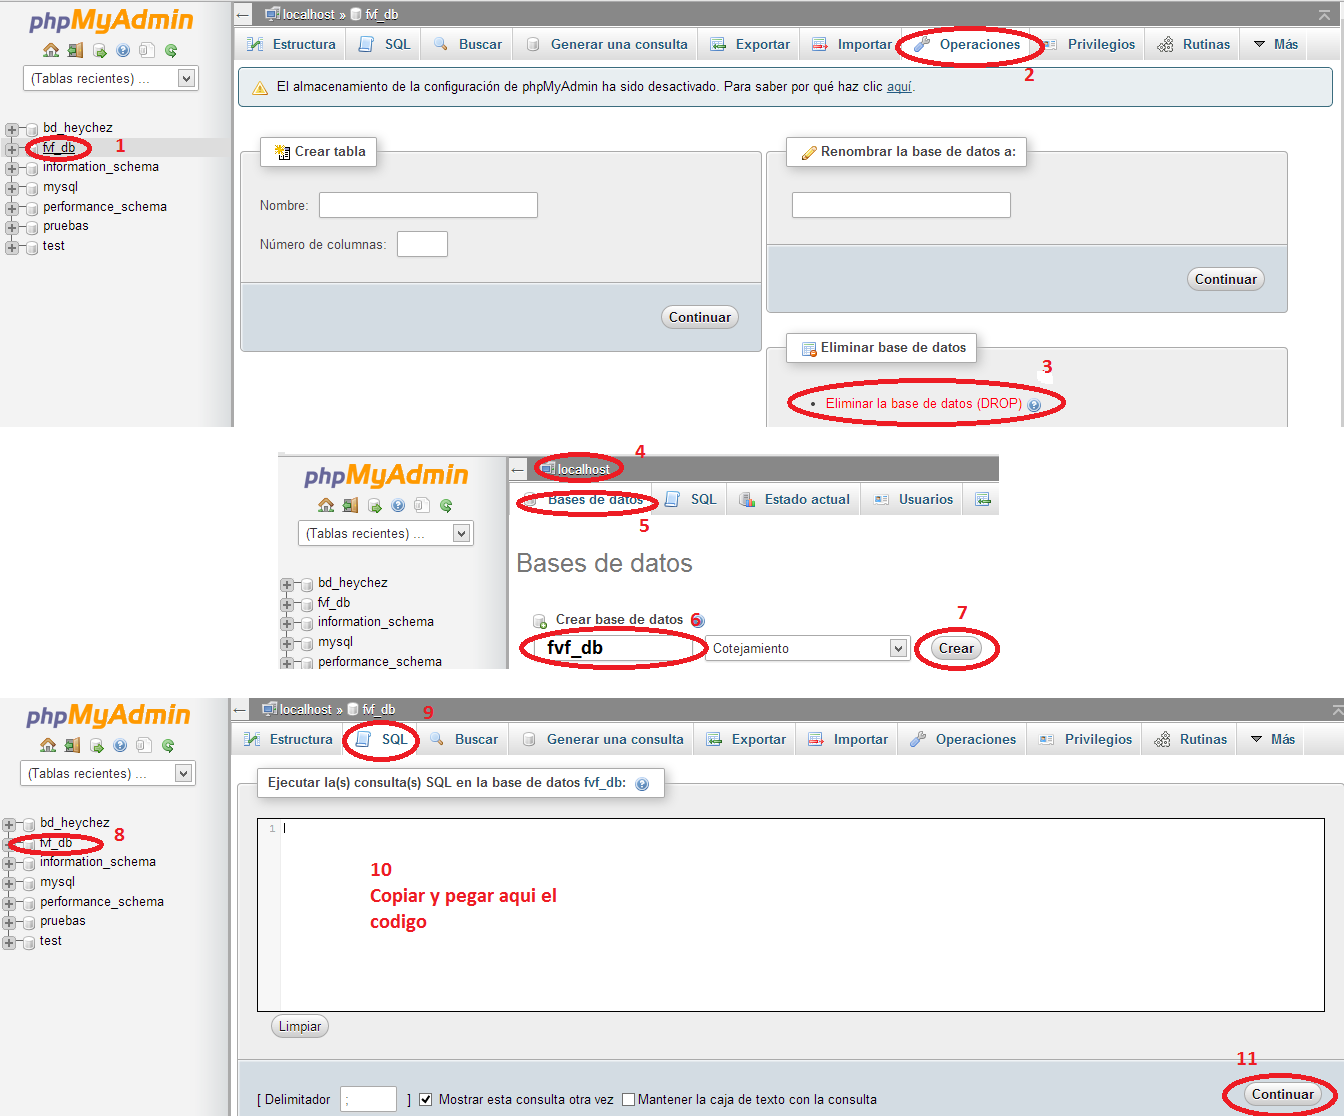 phpMyAdmin
(Tablas recientes) ...
bd_heychez
fvf_db
1
information_schema
mysql
performance_schema
pruebas
test
localhost » fvf_db
Estructura SQL Buscar Generar una consulta Exportar Importar Operaciones Privilegios Rutinas Más
2
El almacenamiento de la configuración de phpMyAdmin ha sido desactivado. Para saber por qué haz clic aquí.
Crear tabla
Nombre:
Número de columnas:
Continuar
Renombrar la base de datos a:
Continuar
Eliminar base de datos
3
Eliminar la base de datos (DROP)
phpMyAdmin
(Tablas recientes) ...
bd_heychez
fvf_db
information_schema
mysql
performance_schema
4
localhost
Bases de datos SQL Estado actual Usuarios
5
Bases de datos
Crear base de datos 6
7
fvf_db Cotejamiento Crear
phpMyAdmin
(Tablas recientes) ...
bd_heychez
8
fvf_db
information_schema
mysql
performance_schema
pruebas
test
localhost » fvf_db
9
Estructura SQL Buscar Generar una consulta Exportar Importar Operaciones Privilegios Rutinas Más
Ejecutar la(s) consulta(s) SQL en la base de datos fvf_db:
1
10
Copiar y pegar aqui el
codigo
Limpiar
11
[ Delimitador ; ] Mostrar esta consulta otra vez Mantener la caja de texto con la consulta
Continuar